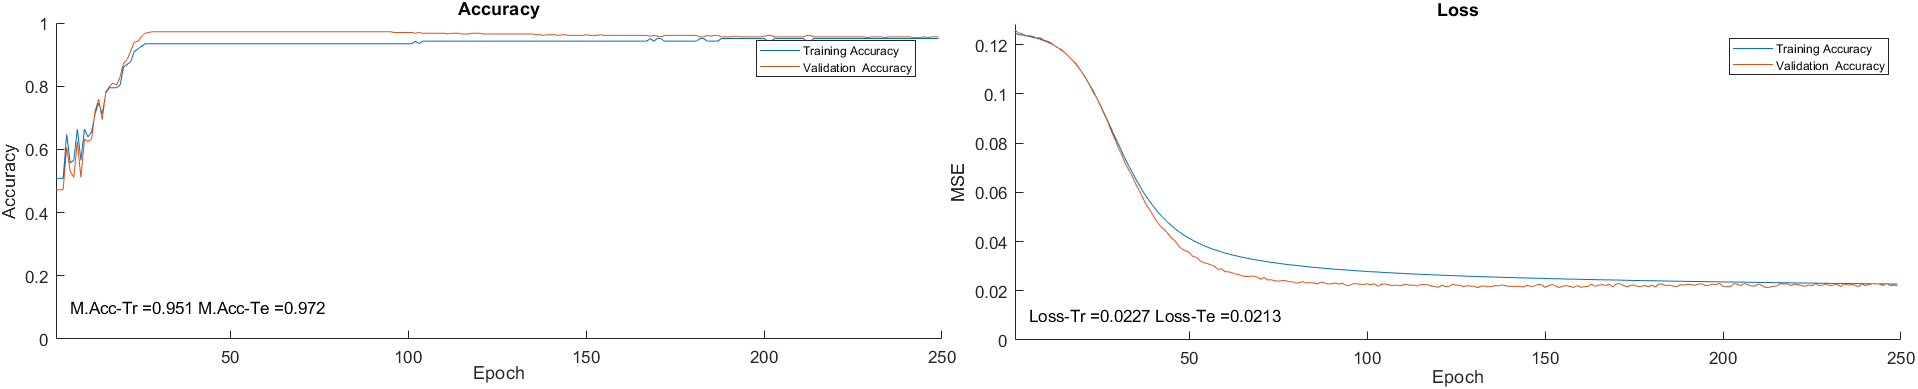 Accuracy
1
0.8
0.6
0.4
0.2
0
Accuracy
Training Accuracy
Validation  Accuracy
M.Acc-Tr =0.951 M.Acc-Te =0.972
50 100 150 200 250
Epoch
Loss
0.12
0.1
0.08
0.06
0.04
0.02
0
MSE
Training Accuracy
Validation  Accuracy
Loss-Tr =0.0227 Loss-Te =0.0213
50 100 150 200 250
Epoch